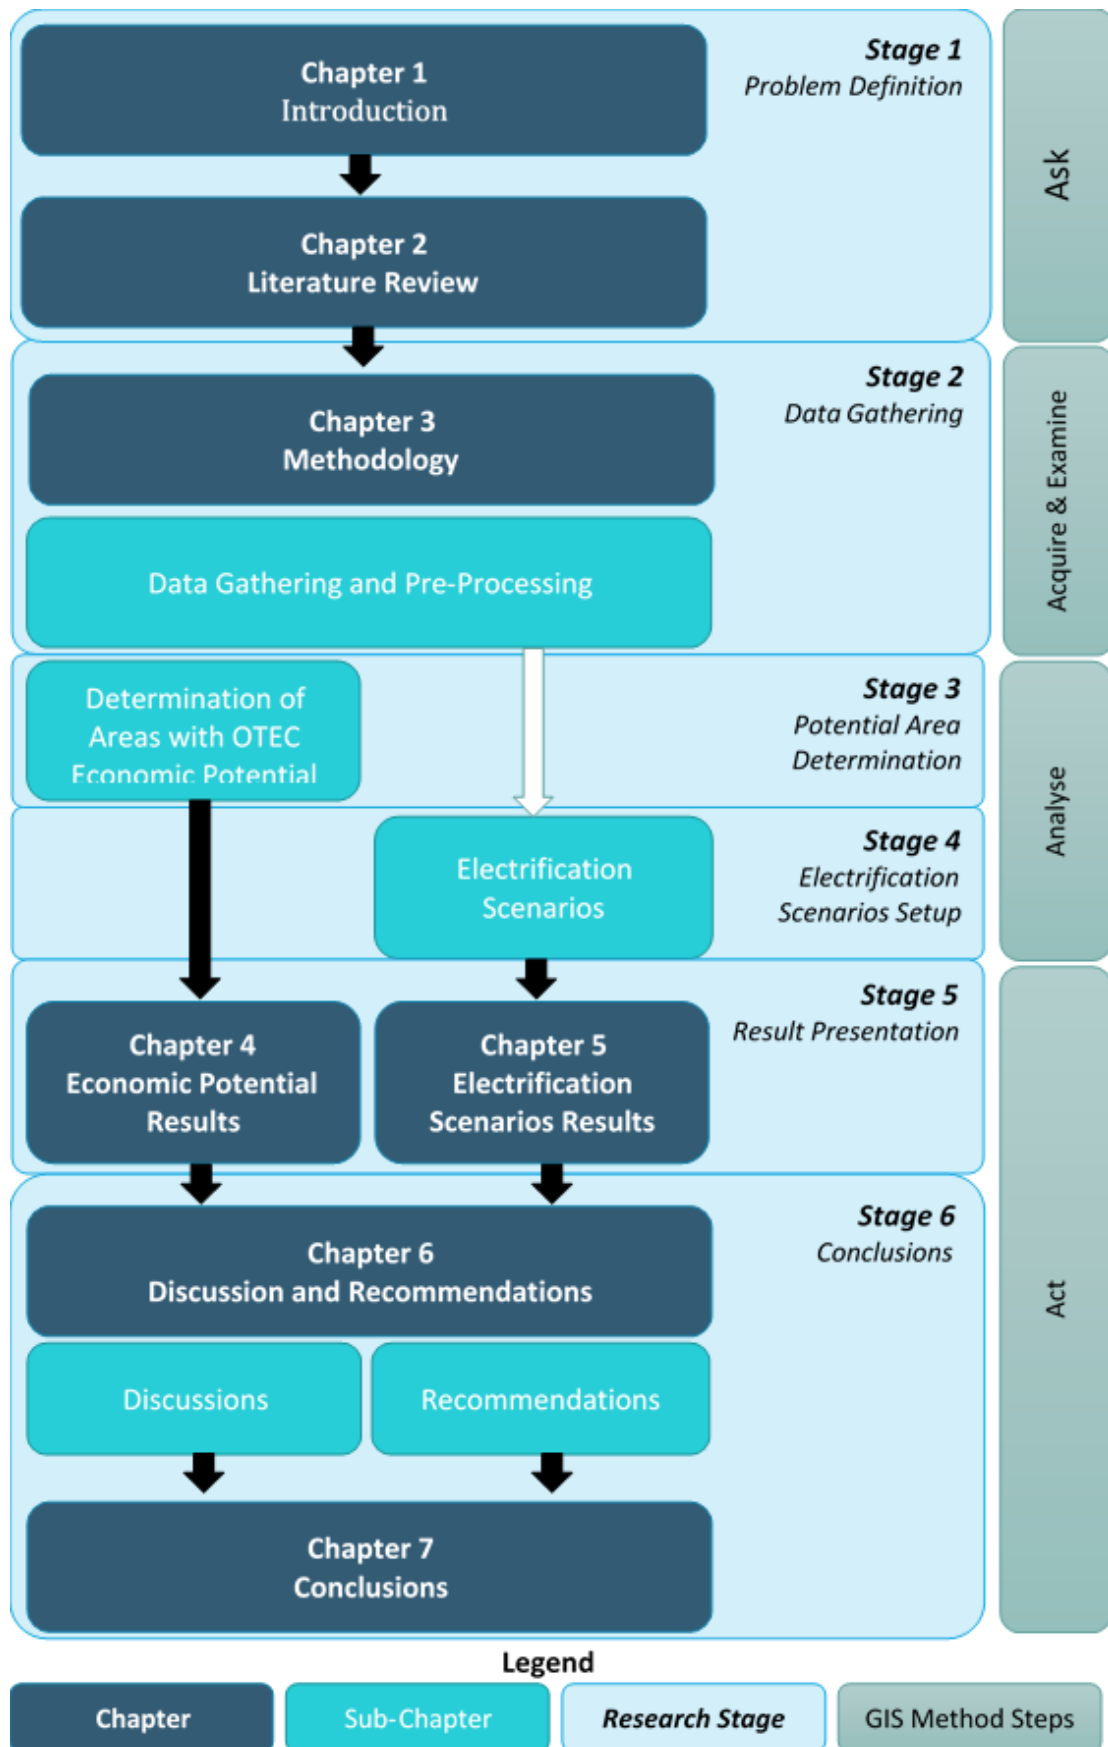 Stage 1
Problem Definition
Chapter 1
Introduction
Ask
Chapter 2
Literature Review
Stage 2
Data Gathering
Chapter 3
Methodology
Acquire & Examine
Data Gathering and Pre-Processing
Stage 3
Potential Area
Determination
Determination of
Areas with OTEC
Economic Potential
Analyse
Stage 4
Electrification
Scenarios Setup
Electrification
Scenarios
Stage 5
Result Presentation
Chapter 4
Economic Potential
Results
Chapter 5
Electrification
Scenarios Results
Act
Stage 6
Conclusions
Chapter 6
Discussion and Recommendations
Discussions
Recommendations
Chapter 7
Conclusions
Legend
Chapter
Sub-Chapter
Research Stage
GIS Method Steps